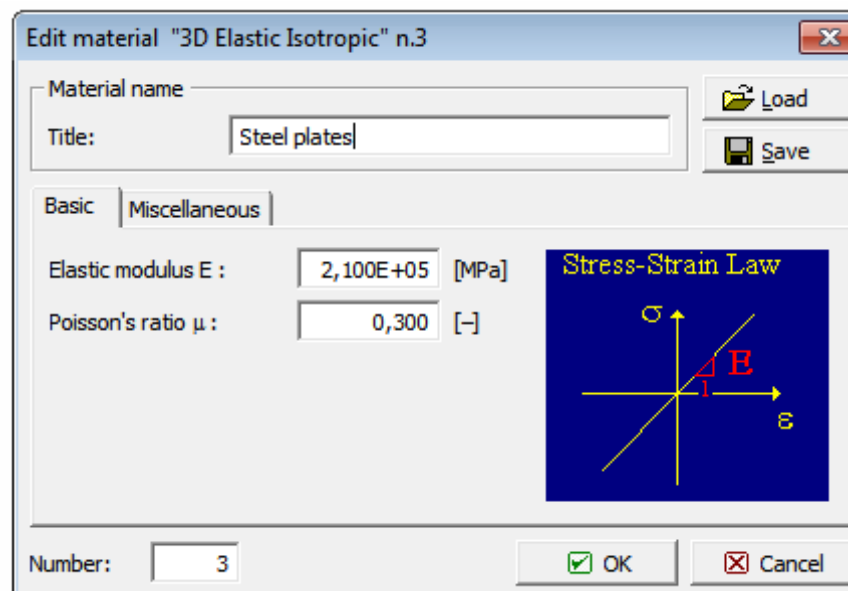 Edit material "3D Elastic Isotropic" n.3
Material name
Title: Steel plates
Load
Save
Basic Miscellaneous
Elastic modulus E : 2,100E+05 [MPa]
Poisson's ratio μ : 0,300 [–]
Stress-Strain Law
σ
E
1
ε
Number: 3
OK
Cancel